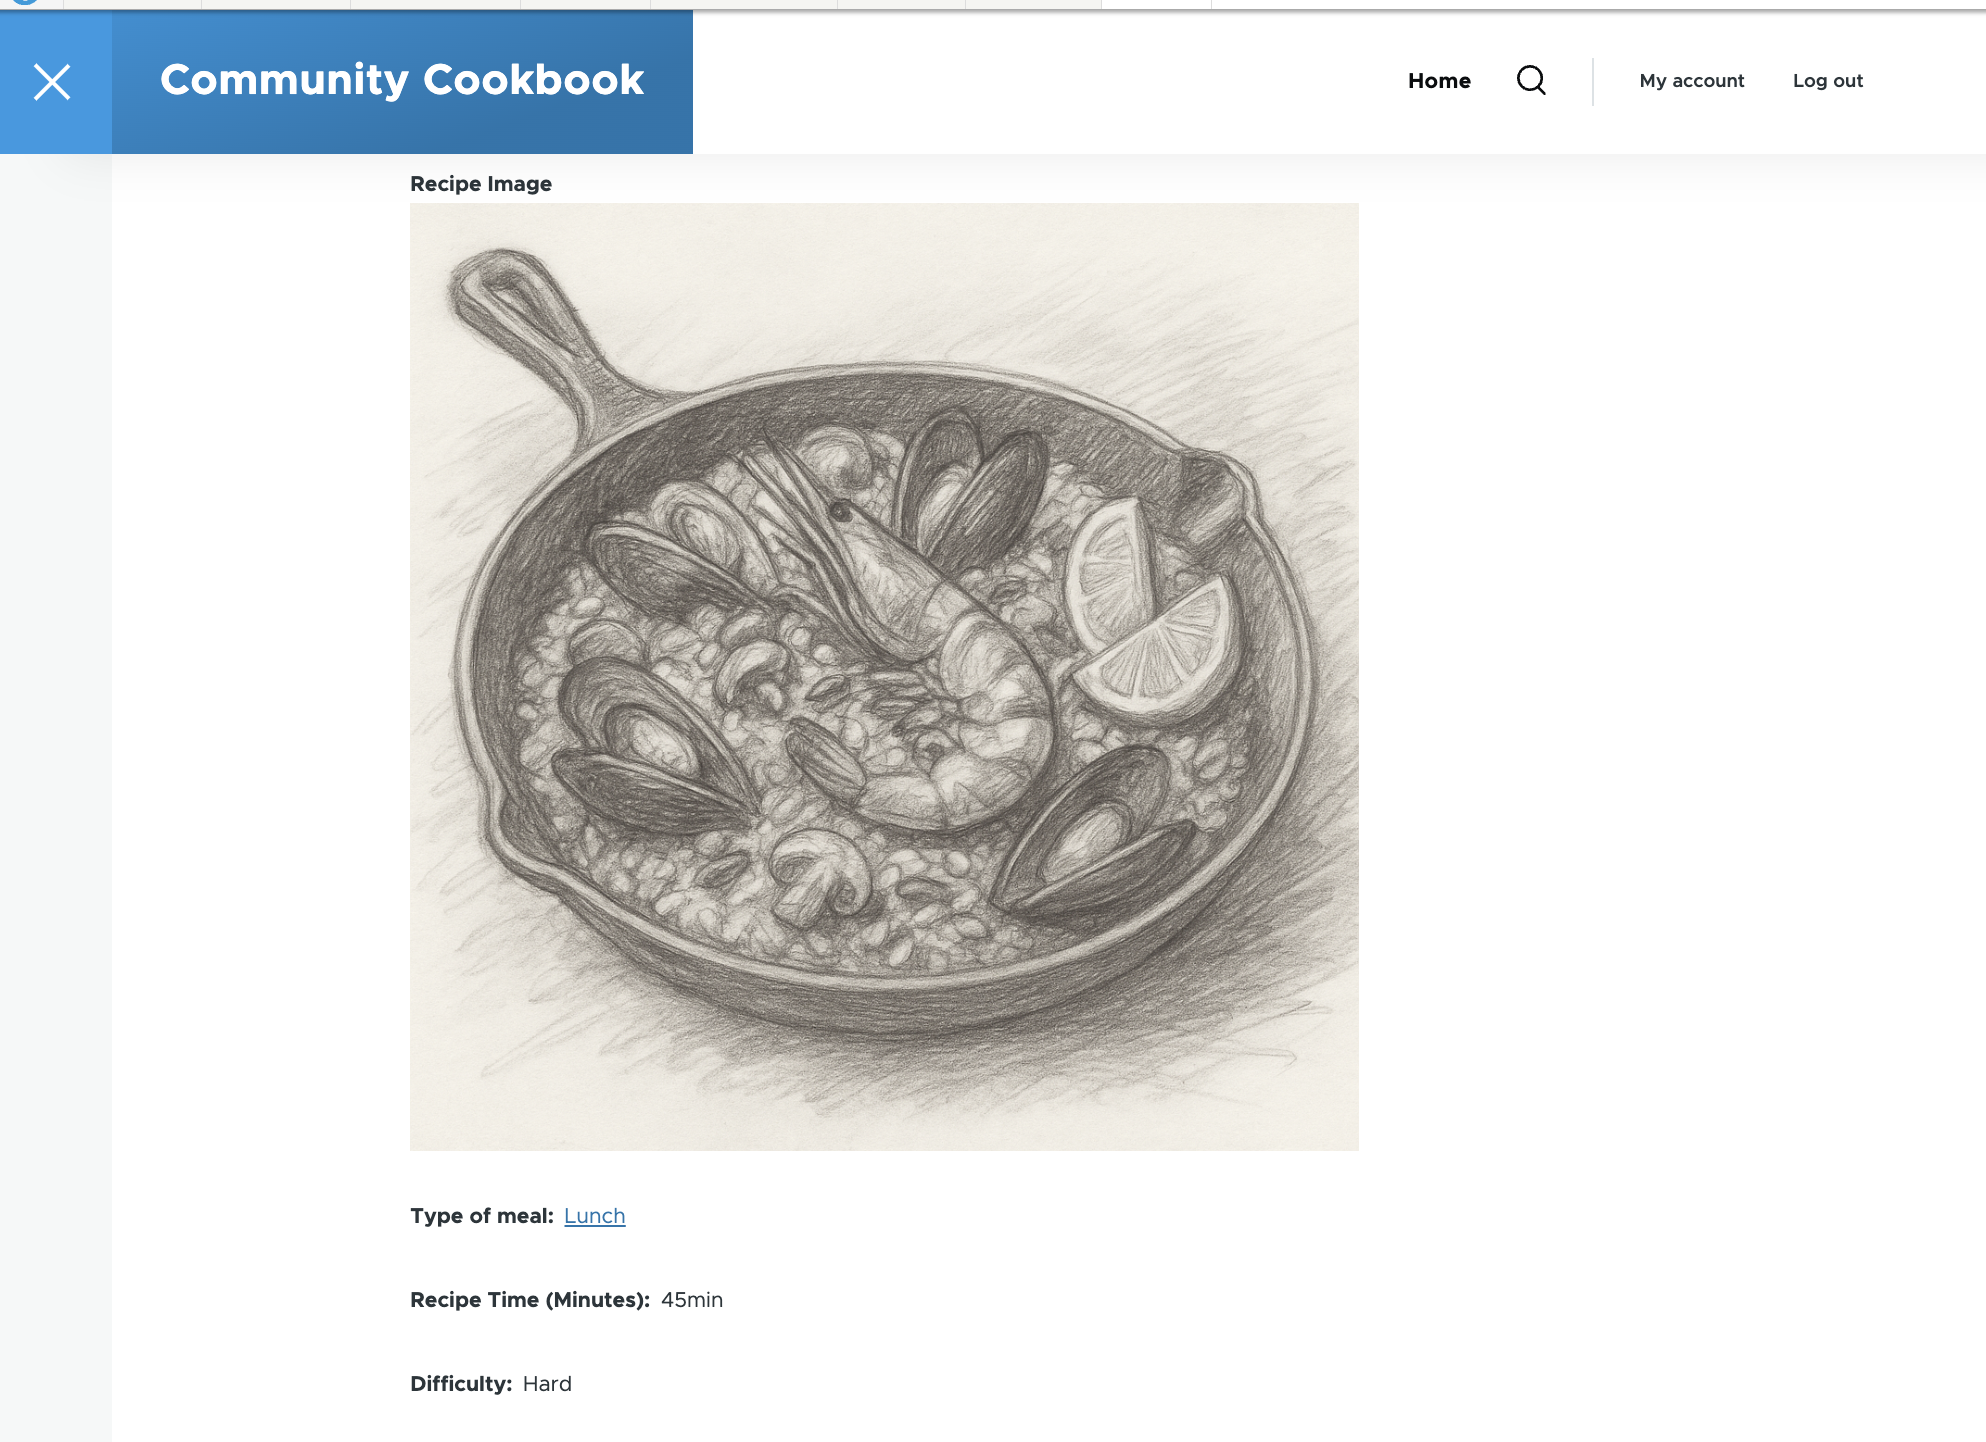 Community Cookbook
Home
My account
Log out
Recipe Image
Type of meal: Lunch
Recipe Time (Minutes): 45min
Difficulty: Hard